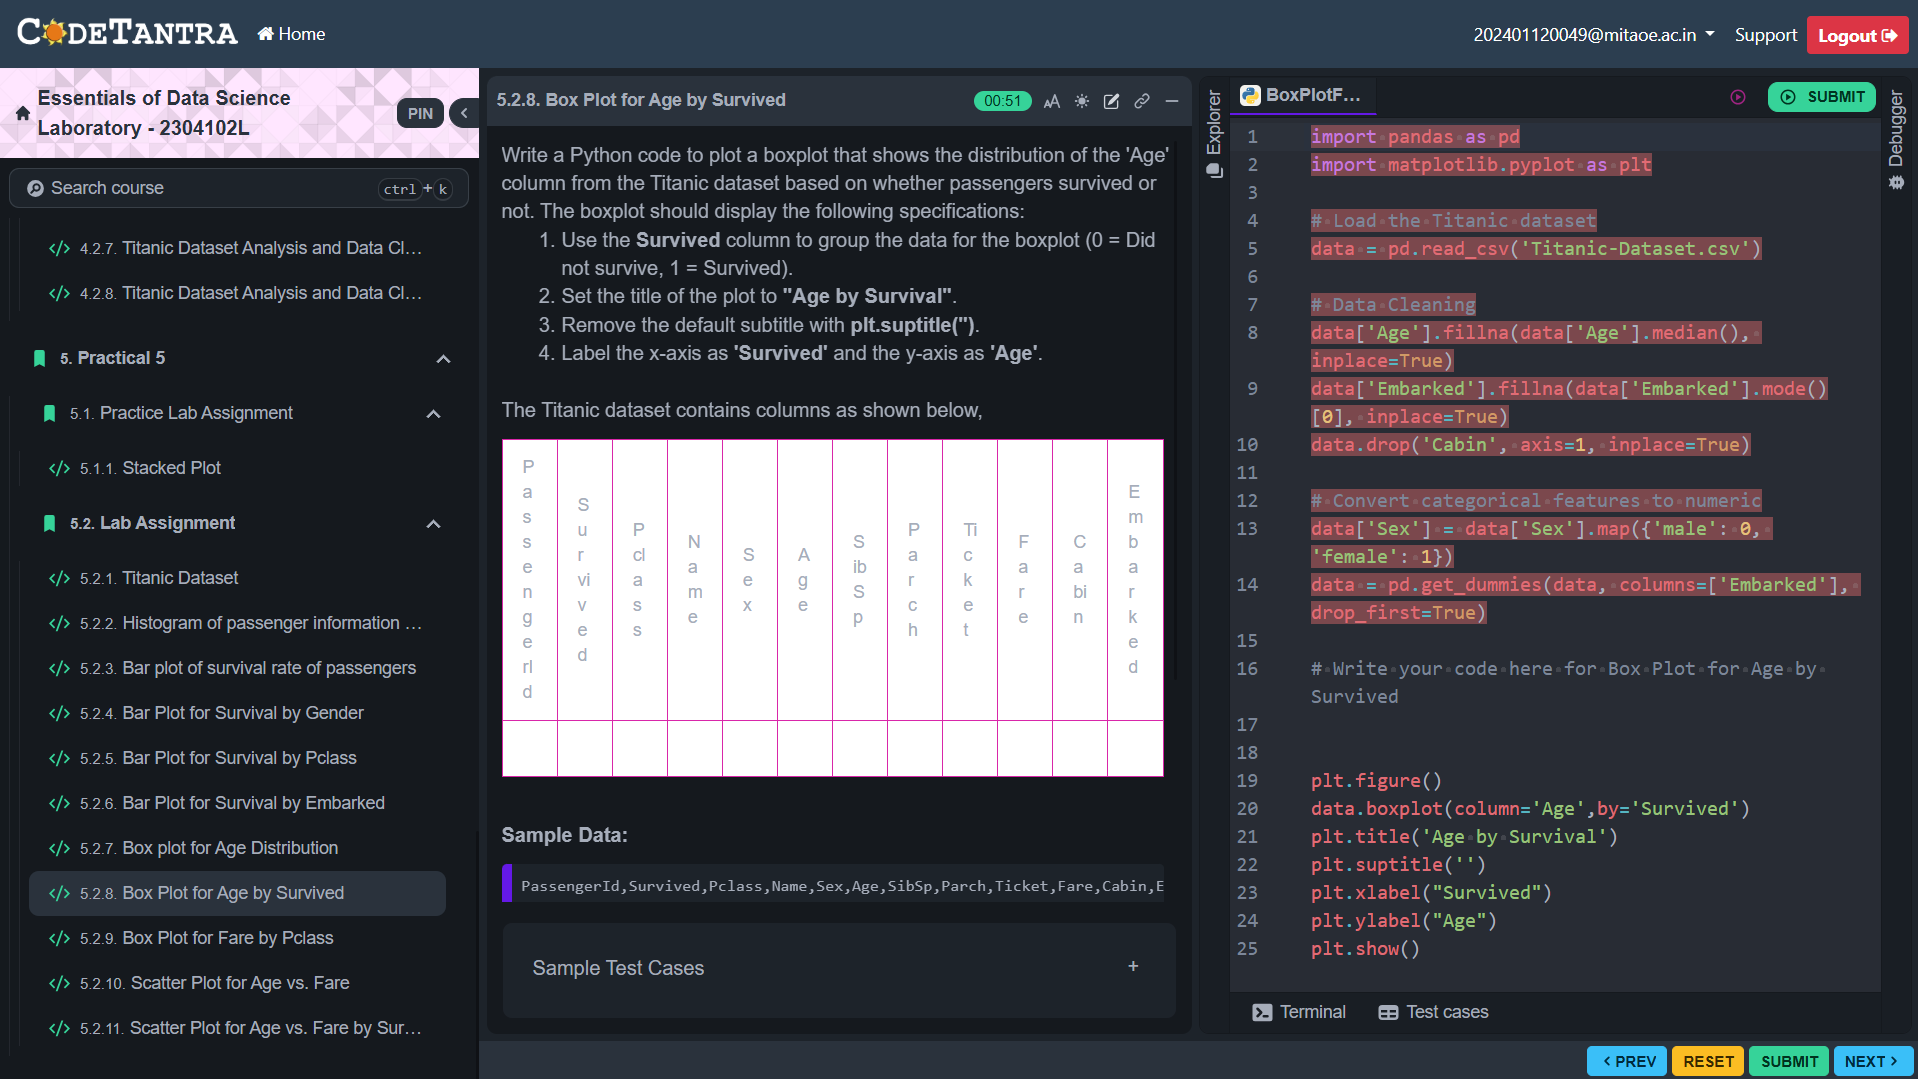 CODETANTRA
Home
202401120049@mitaoe.ac.in
Support
Logout
Essentials of Data Science
Laboratory - 2304102L
PIN
Search course
ctrl + k
4.2.7. Titanic Dataset Analysis and Data Cl...
4.2.8. Titanic Dataset Analysis and Data Cl...
5. Practical 5
5.1. Practice Lab Assignment
5.1.1. Stacked Plot
5.2. Lab Assignment
5.2.1. Titanic Dataset
5.2.2. Histogram of passenger information ...
5.2.3. Bar plot of survival rate of passengers
5.2.4. Bar Plot for Survival by Gender
5.2.5. Bar Plot for Survival by Pclass
5.2.6. Bar Plot for Survival by Embarked
5.2.7. Box plot for Age Distribution
5.2.8. Box Plot for Age by Survived
5.2.9. Box Plot for Fare by Pclass
5.2.10. Scatter Plot for Age vs. Fare
5.2.11. Scatter Plot for Age vs. Fare by Sur...
5.2.8. Box Plot for Age by Survived
00:51
Write a Python code to plot a boxplot that shows the distribution of the 'Age'
column from the Titanic dataset based on whether passengers survived or
not. The boxplot should display the following specifications:
1. Use the Survived column to group the data for the boxplot (0 = Did
not survive, 1 = Survived).
2. Set the title of the plot to "Age by Survival".
3. Remove the default subtitle with plt.suptitle('').
4. Label the x-axis as 'Survived' and the y-axis as 'Age'.
The Titanic dataset contains columns as shown below,
PassengerId
Survived
Pclass
Name
Sex
Age
SibSp
Parch
Ticket
Fare
Cabin
Embarked
Sample Data:
PassengerId,Survived,Pclass,Name,Sex,Age,SibSp,Parch,Ticket,Fare,Cabin,E
Sample Test Cases
+
Explorer
BoxPlotF...
SUBMIT
Debugger
1 import pandas as pd
2 import matplotlib.pyplot as plt
3
4 # Load the Titanic dataset
5 data = pd.read_csv('Titanic-Dataset.csv')
6
7 # Data Cleaning
8 data['Age'].fillna(data['Age'].median(),
inplace=True)
9 data['Embarked'].fillna(data['Embarked'].mode()
[0], inplace=True)
10 data.drop('Cabin', axis=1, inplace=True)
11
12 # Convert categorical features to numeric
13 data['Sex'] = data['Sex'].map({'male': 0,
'female': 1})
14 data = pd.get_dummies(data, columns=['Embarked'],
drop_first=True)
15
16 # Write your code here for Box Plot for Age by
Survived
17
18
19 plt.figure()
20 data.boxplot(column='Age',by='Survived')
21 plt.title('Age by Survival')
22 plt.suptitle('')
23 plt.xlabel("Survived")
24 plt.ylabel("Age")
25 plt.show()
Terminal
Test cases
< PREV
RESET
SUBMIT
NEXT >